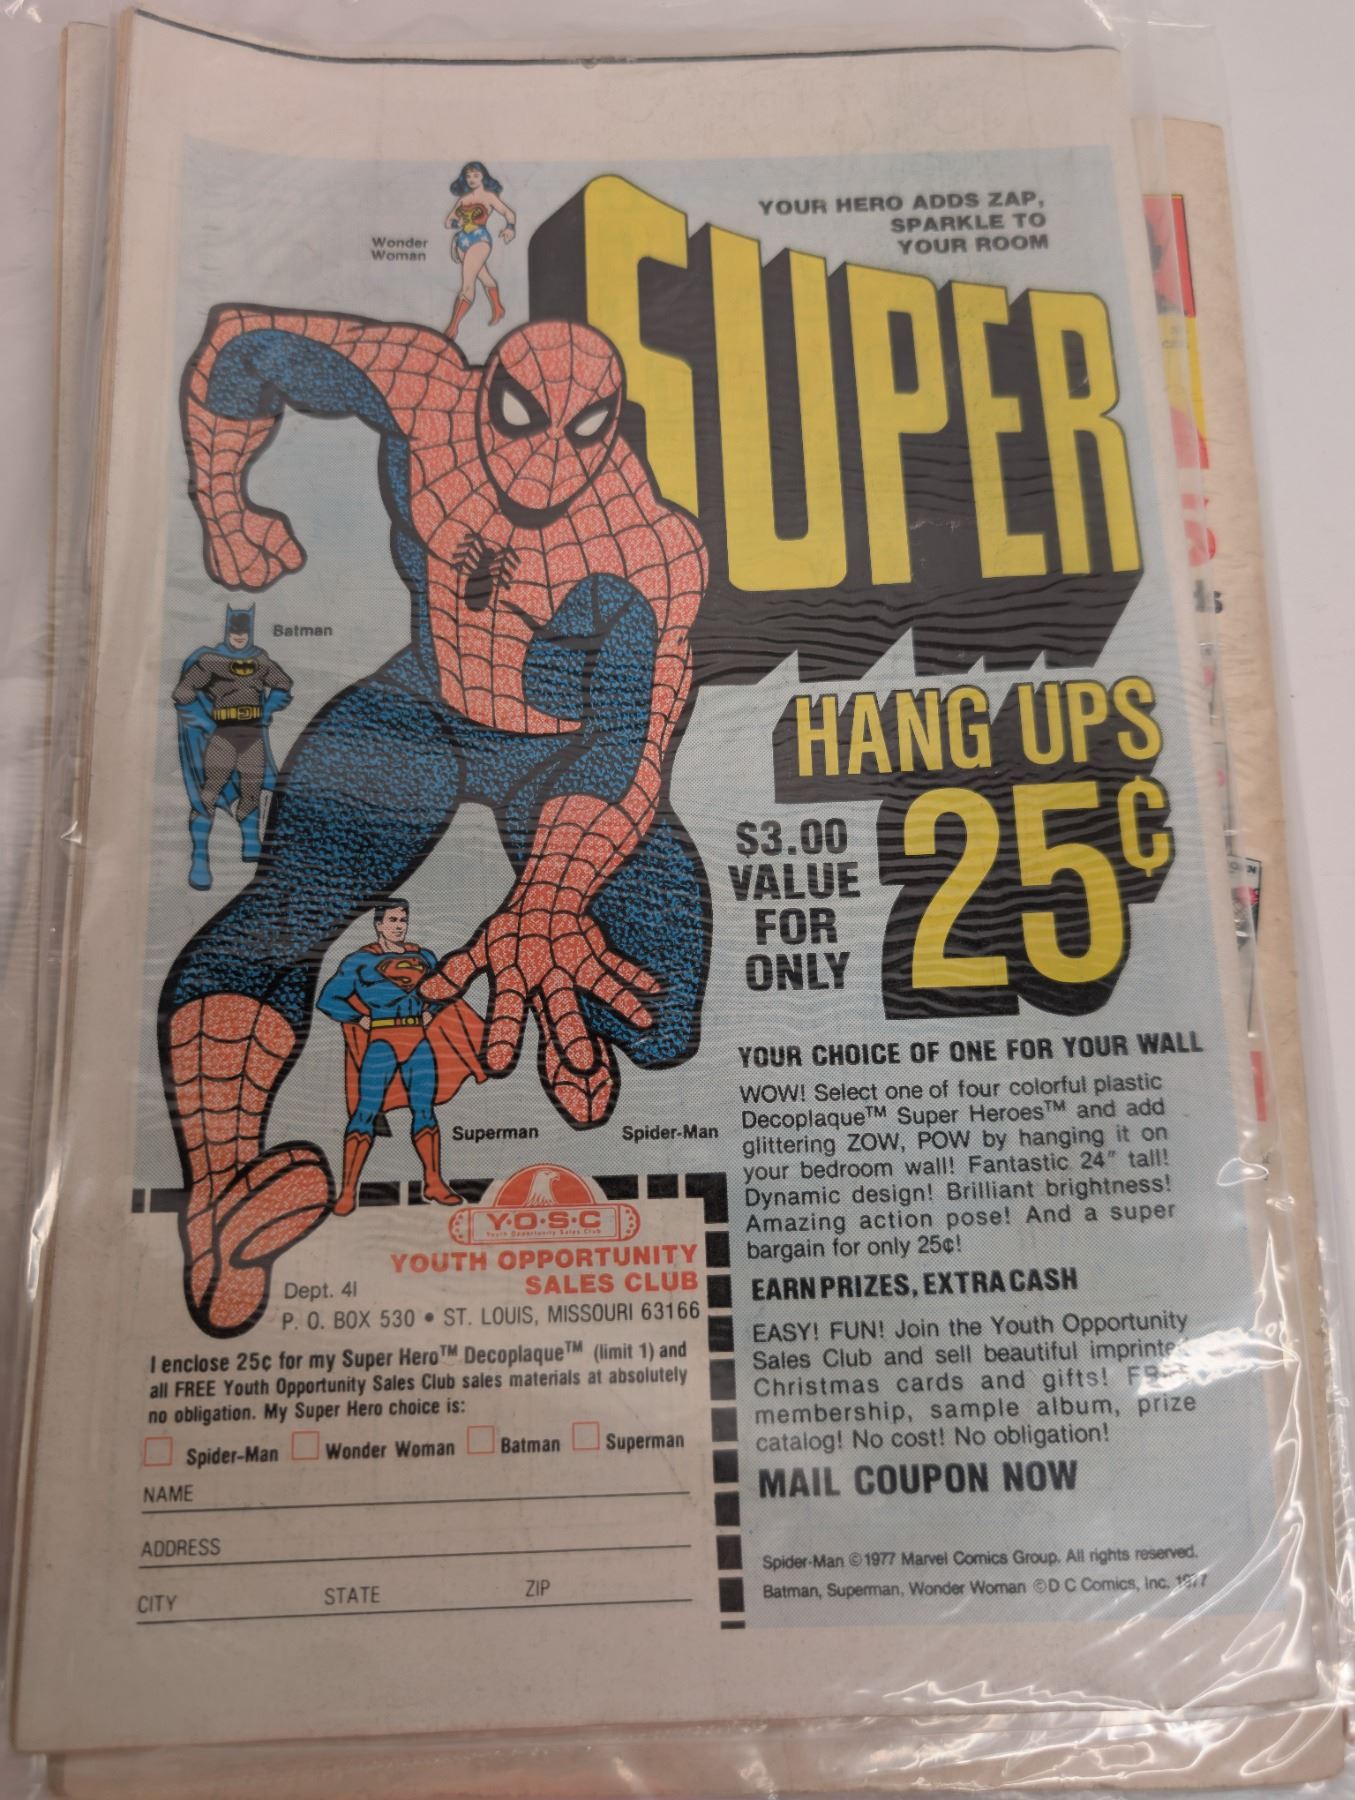 YOUR HERO ADDS ZAP,
SPARKLE TO
YOUR ROOM
Wonder
Woman
SUPER
Batman
HANG UPS
25¢
$3.00
VALUE
FOR
ONLY
Superman
Spider-Man
YOUR CHOICE OF ONE FOR YOUR WALL
WOW! Select one of four colorful plastic
Decoplaque™ Super Heroes™ and add
glittering ZOW, POW by hanging it on
your bedroom wall! Fantastic 24″ tall!
Dynamic design! Brilliant brightness!
Amazing action pose! And a super
bargain for only 25¢!
EARN PRIZES, EXTRA CASH
EASY! FUN! Join the Youth Opportunity
Sales Club and sell beautiful imprinted
Christmas cards and gifts!
membership, sample album, prize
catalog! No cost! No obligation!
MAIL COUPON NOW
Spider-Man © 1977 Marvel Comics Group. All rights reserved.
Batman, Superman, Wonder Woman © D C Comics, Inc. 1977
Y·O·S·C
Youth Opportunity Sales Club
YOUTH OPPORTUNITY
SALES CLUB
Dept. 41
P. O. BOX 530 • ST. LOUIS, MISSOURI 63166
I enclose 25¢ for my Super Hero™ Decoplaque™ (limit 1) and
all FREE Youth Opportunity Sales Club sales materials at absolutely
no obligation. My Super Hero choice is:
Spider-Man Wonder Woman Batman Superman
NAME
ADDRESS
CITY STATE ZIP